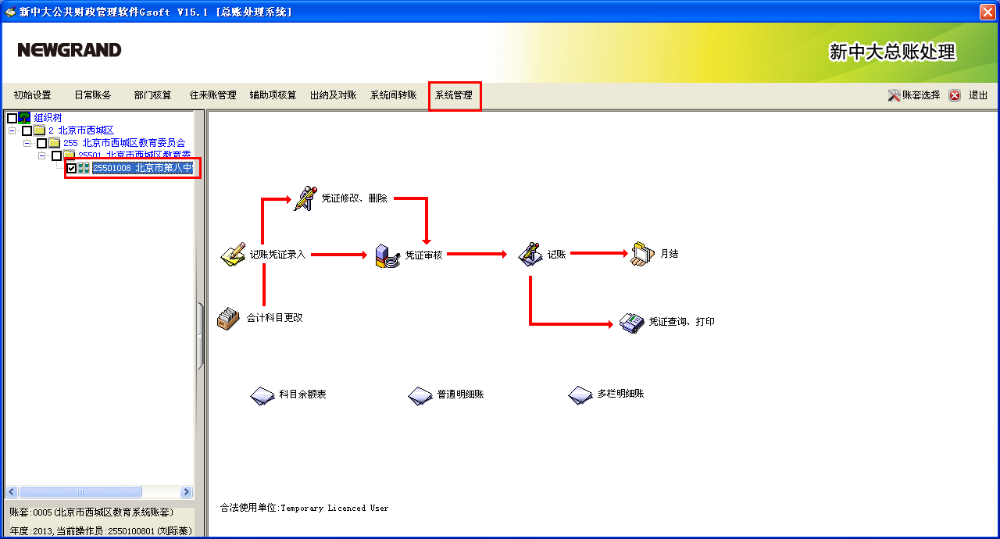 新中大公共财政管理软件Gsoft V15.1 [总账处理系统]
NEWGRAND
新中大总账处理
初始设置 日常账务 部门核算 往来账管理 辅助项核算 出纳及对账 系统间转账 系统管理 账套选择 退出
组织树
2 北京市西城区
255 北京市西城区教育委员会
25501 北京市西城区教育委
25501008 北京市第八中学
凭证修改、删除
记账凭证录入
凭证审核
记账
月结
会计科目更改
凭证查询、打印
科目余额表
普通明细账
多栏明细账
合法使用单位:Temporary Licenced User
账套:0005(北京市西城区教育系统账套)
年度:2013,当前操作员:2550100801(刘际蓁)